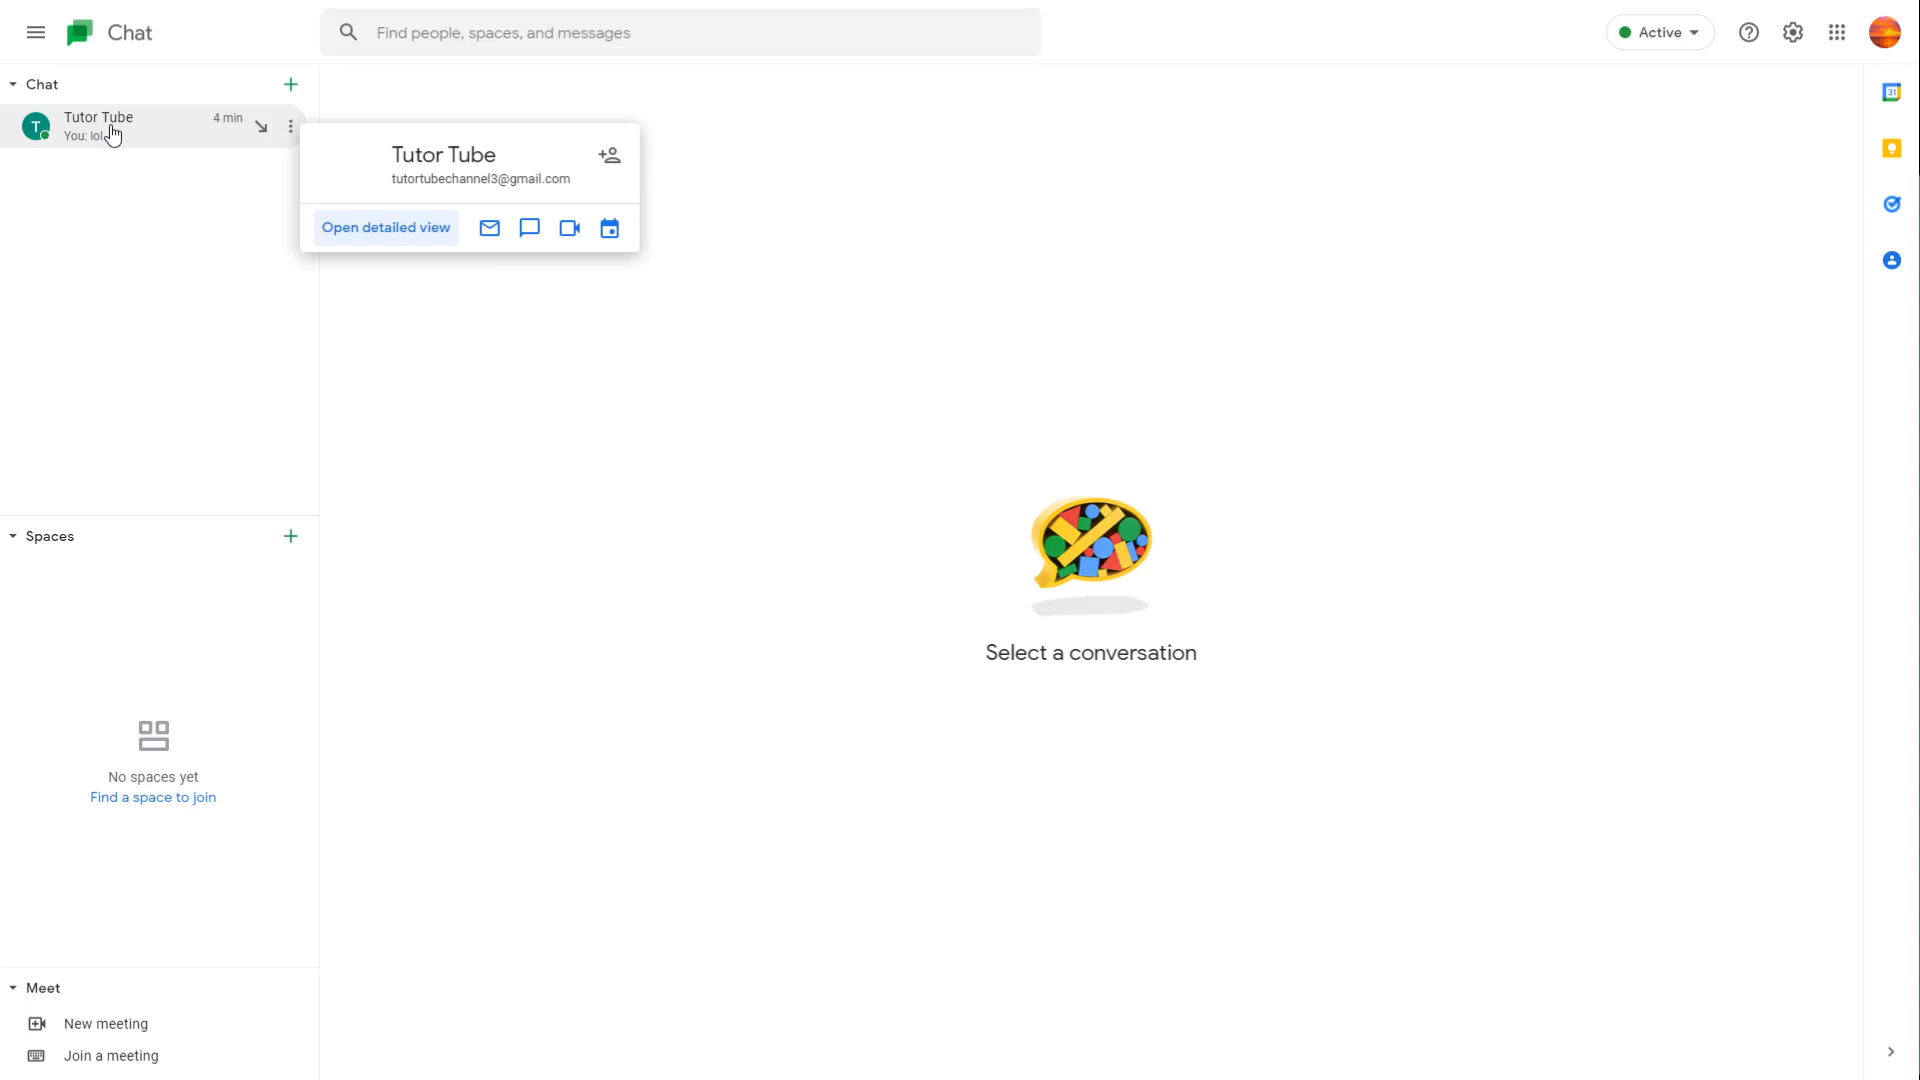 Chat
Find people, spaces, and messages
Active
Chat
Tutor Tube
4 min
You: lol
T
Tutor Tube
tutortubechannel3@gmail.com
Open detailed view
31
Select a conversation
Spaces
No spaces yet
Find a space to join
Meet
New meeting
Join a meeting